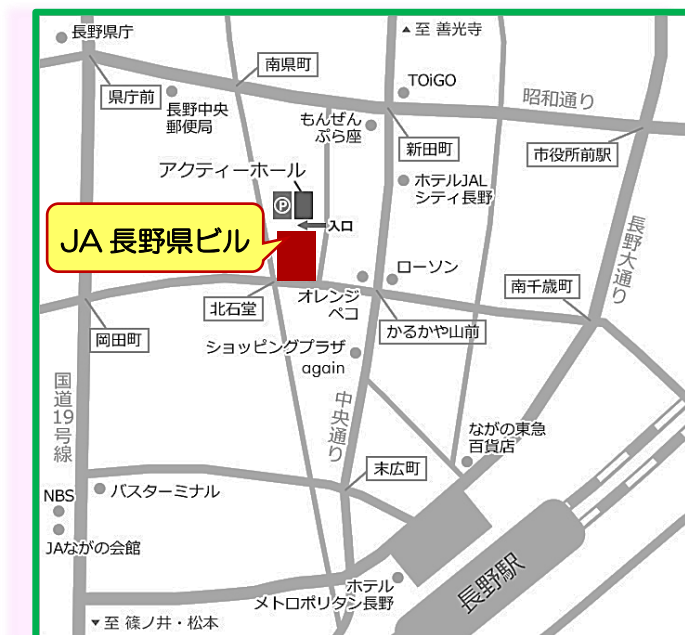 長野県庁
▲至 善光寺
南県町
TOiGO
県庁前
長野中央
郵便局
昭和通り
もんぜん
ぷら座
新田町
市役所前駅
アクティーホール
ホテルJAL
シティ長野
P
入口
JA 長野県ビル
長野大通り
ローソン
オレンジ
ペコ
南千歳町
北石堂
かるかや山前
岡田町
ショッピングプラザ
again
国道19号線
中央通り
ながの東急
百貨店
末広町
NBS
バスターミナル
JAながの会館
長野駅
ホテル
メトロポリタン長野
▼至 篠ノ井・松本